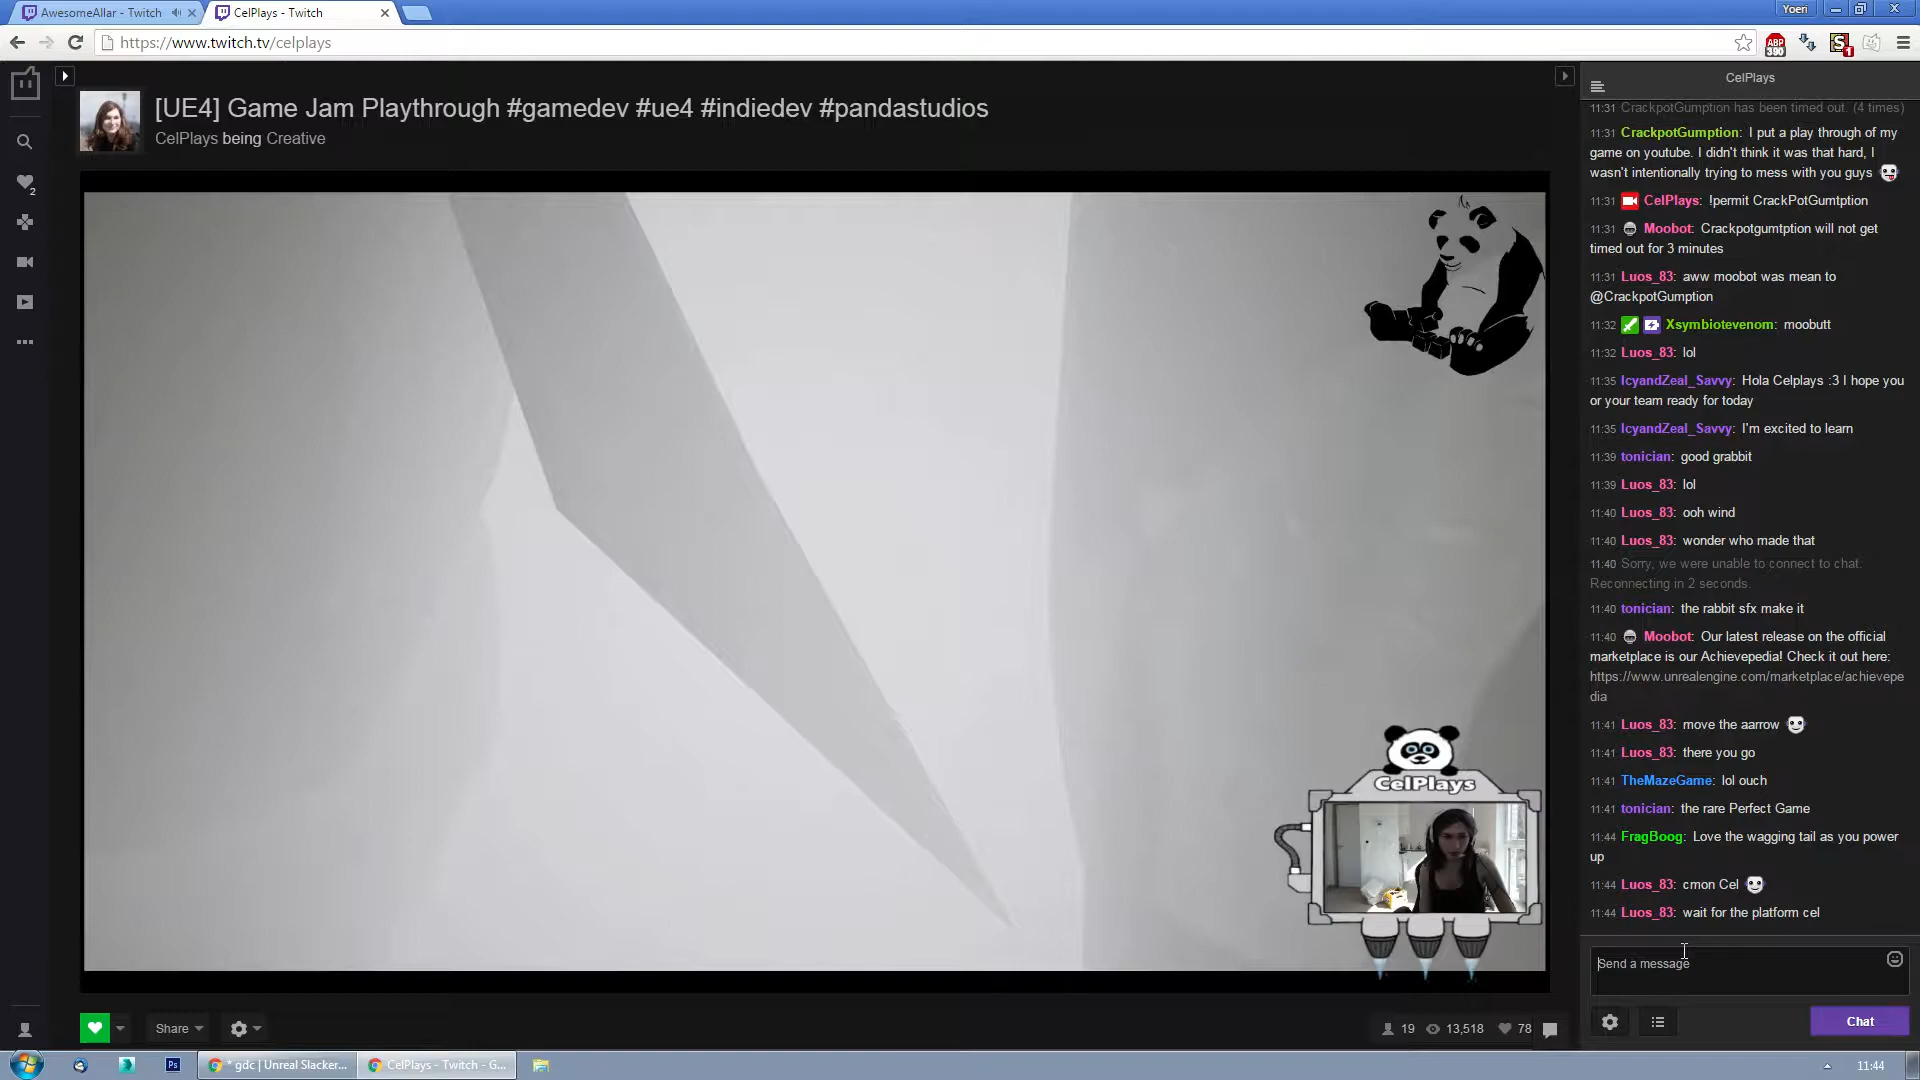 AwesomeAllar - Twitch
CelPlays - Twitch
Yoeri
https://www.twitch.tv/celplays
ABP
390
S
1
2
[UE4] Game Jam Playthrough #gamedev #ue4 #indiedev #pandastudios
CelPlays being Creative
CelPlays
CelPlays
11:31 CrackpotGumption has been timed out. (4 times)
11:31 CrackpotGumption: I put a play through of my
game on youtube. I didn't think it was that hard, I
wasn't intentionally trying to mess with you guys
11:31 CelPlays: !permit CrackPotGumtption
11:31 Moobot: Crackpotgumtption will not get
timed out for 3 minutes
11:31 Luos_83: aww moobot was mean to
@CrackpotGumption
11:32 Xsymbiotevenom: moobutt
11:32 Luos_83: lol
11:35 IcyandZeal_Savvy: Hola Celplays :3 I hope you
or your team ready for today
11:35 IcyandZeal_Savvy: I'm excited to learn
11:39 tonician: good grabbit
11:39 Luos_83: lol
11:40 Luos_83: ooh wind
11:40 Luos_83: wonder who made that
11:40 Sorry, we were unable to connect to chat.
Reconnecting in 2 seconds.
11:40 tonician: the rabbit sfx make it
11:40 Moobot: Our latest release on the official
marketplace is our Achievepedia! Check it out here:
https://www.unrealengine.com/marketplace/achievepe
dia
11:41 Luos_83: move the aarrow
11:41 Luos_83: there you go
11:41 TheMazeGame: lol ouch
11:41 tonician: the rare Perfect Game
11:44 FragBoog: Love the wagging tail as you power
up
11:44 Luos_83: cmon Cel
11:44 Luos_83: wait for the platform cel
Send a message
Chat
Share
19 13,518 78
Ps
* gdc | Unreal Slacker...
CelPlays - Twitch - G...
11:44